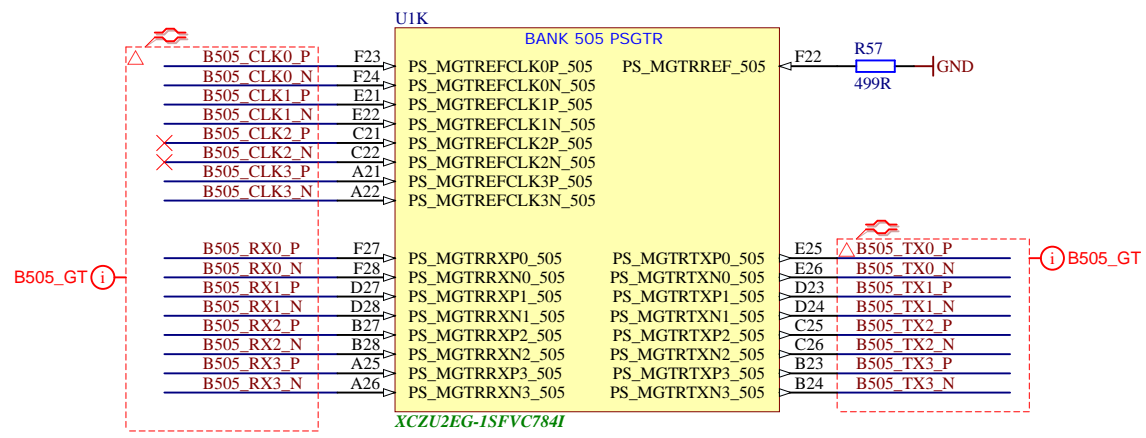 U1K
BANK 505 PSGTR
B505_CLK0_P F23 PS_MGTREFCLK0P_505 PS_MGTRREF_505 F22 R57 499R GND
B505_CLK0_N F24 PS_MGTREFCLK0N_505
B505_CLK1_P E21 PS_MGTREFCLK1P_505
B505_CLK1_N E22 PS_MGTREFCLK1N_505
B505_CLK2_P C21 PS_MGTREFCLK2P_505
B505_CLK2_N C22 PS_MGTREFCLK2N_505
B505_CLK3_P A21 PS_MGTREFCLK3P_505
B505_CLK3_N A22 PS_MGTREFCLK3N_505
B505_RX0_P F27 PS_MGTRRXP0_505 PS_MGTRTXP0_505 E25 B505_TX0_P
B505_GT i B505_RX0_N F28 PS_MGTRRXN0_505 PS_MGTRTXN0_505 E26 B505_TX0_N i B505_GT
B505_RX1_P D27 PS_MGTRRXP1_505 PS_MGTRTXP1_505 D23 B505_TX1_P
B505_RX1_N D28 PS_MGTRRXN1_505 PS_MGTRTXN1_505 D24 B505_TX1_N
B505_RX2_P B27 PS_MGTRRXP2_505 PS_MGTRTXP2_505 C25 B505_TX2_P
B505_RX2_N B28 PS_MGTRRXN2_505 PS_MGTRTXN2_505 C26 B505_TX2_N
B505_RX3_P A25 PS_MGTRRXP3_505 PS_MGTRTXP3_505 B23 B505_TX3_P
B505_RX3_N A26 PS_MGTRRXN3_505 PS_MGTRTXN3_505 B24 B505_TX3_N
XCZU2EG-1SFVC784I